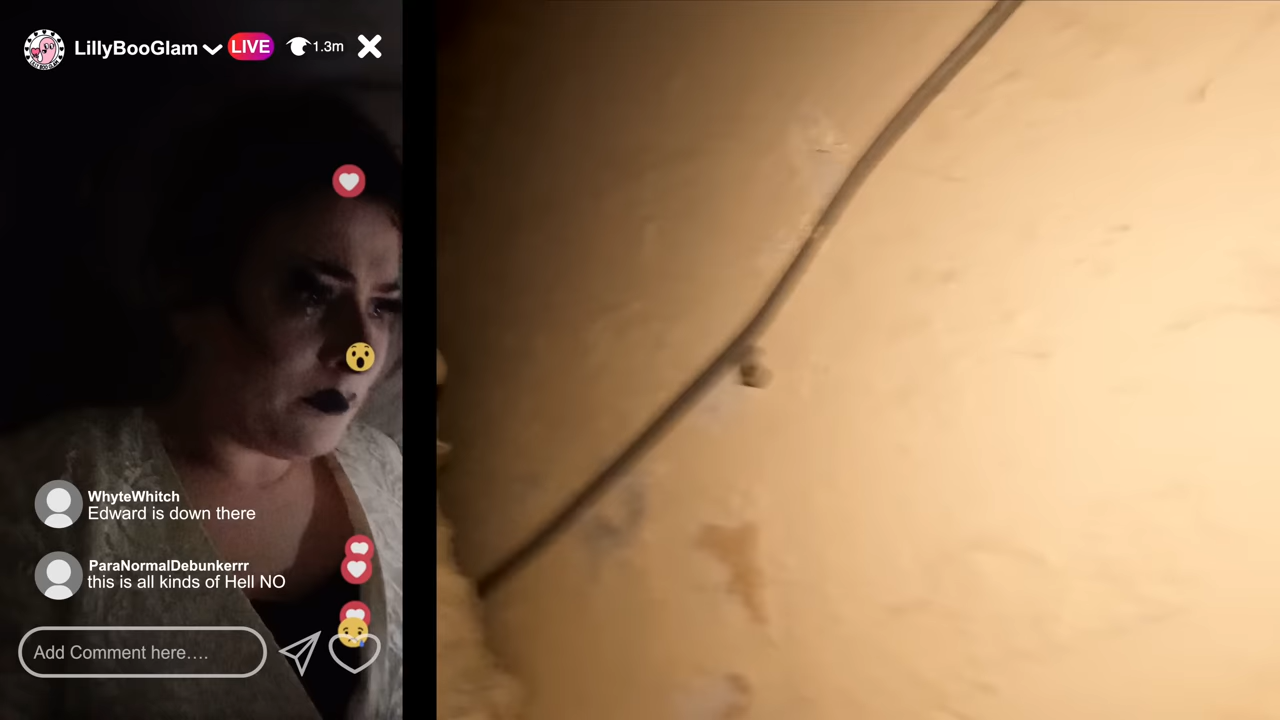 LillyBooGlam
LIVE
1.3m
WhyteWhitch
Edward is down there
ParaNormalDebunkerrr
this is all kinds of Hell NO
Add Comment here....